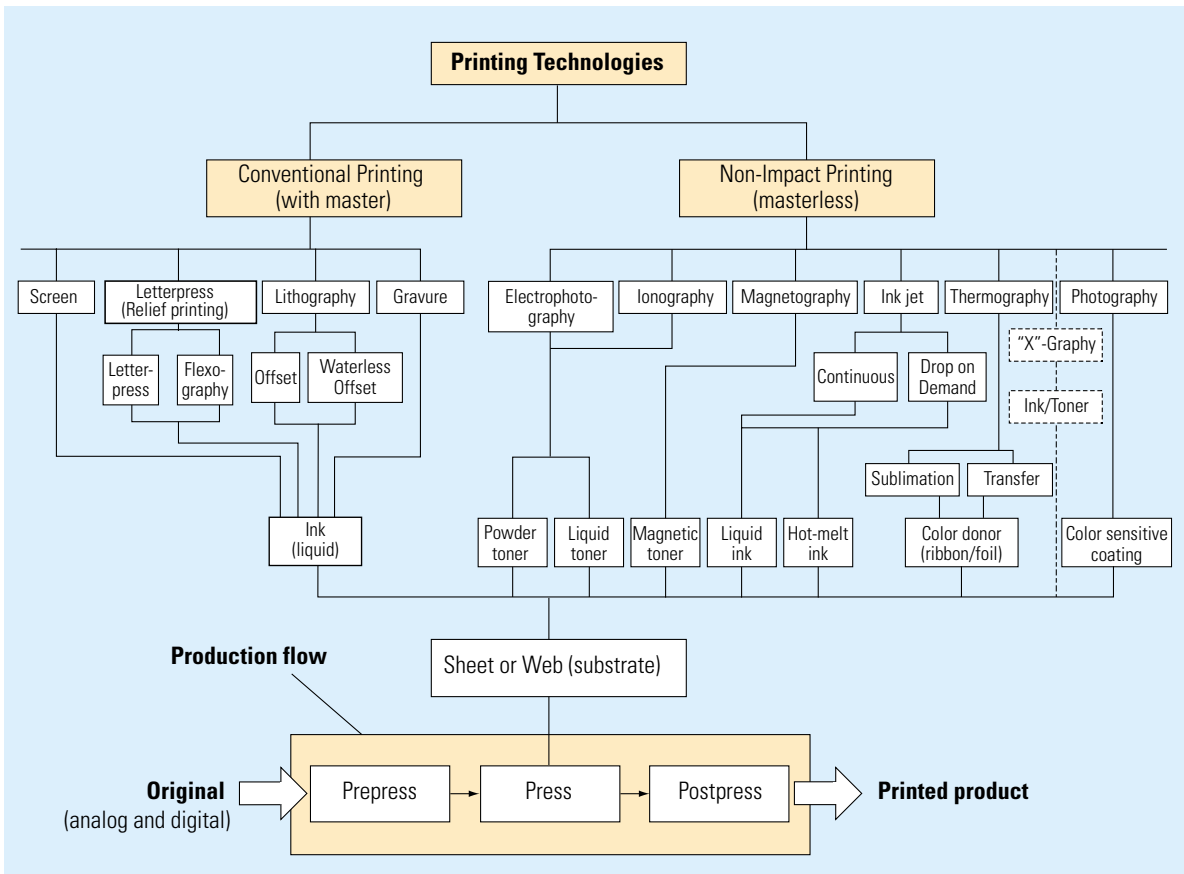 Printing Technologies
Conventional Printing
(with master)
Non-Impact Printing
(masterless)
Screen
Letterpress
(Relief printing)
Lithography
Gravure
Electrophoto-
graphy
Ionography
Magnetography
Ink jet
Thermography
Photography
Letter-
press
Flexo-
graphy
Offset
Waterless
Offset
Continuous
Drop on
Demand
"X"-Graphy
Ink/Toner
Sublimation
Transfer
Ink
(liquid)
Powder
toner
Liquid
toner
Magnetic
toner
Liquid
ink
Hot-melt
ink
Color donor
(ribbon/foil)
Color sensitive
coating
Sheet or Web (substrate)
Production flow
Original
(analog and digital)
Prepress
Press
Postpress
Printed product